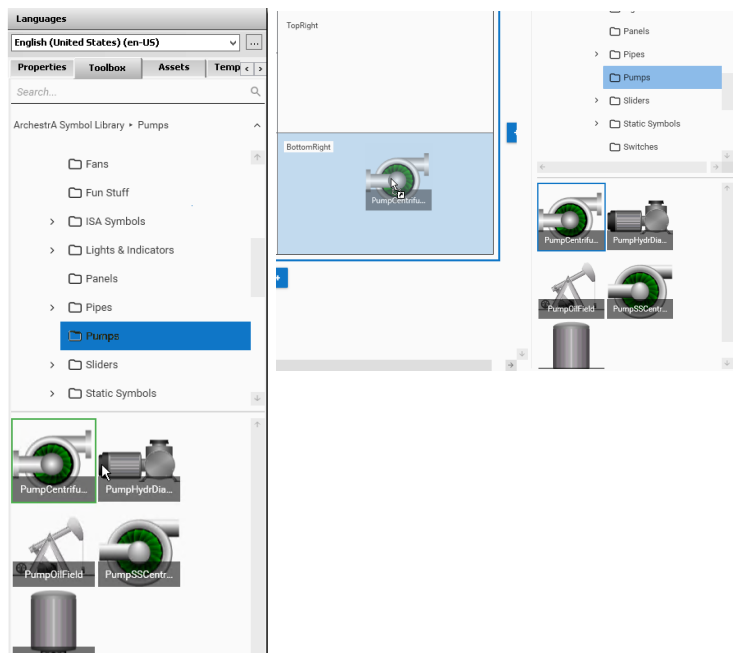 Languages
English (United States) (en-US)
...
Properties Toolbox Assets Temp
Search...
ArchestrA Symbol Library ▸ Pumps
Fans
Fun Stuff
ISA Symbols
Lights & Indicators
Panels
Pipes
Pumps
Sliders
Static Symbols
PumpCentrifu... PumpHydrDia...
PumpOilField PumpSSCentr...
TopRight
BottomRight
PumpCentrifu...
Panels
Pipes
Pumps
Sliders
Static Symbols
Switches
PumpCentrifu... PumpHydrDia...
PumpOilField PumpSSCentr...